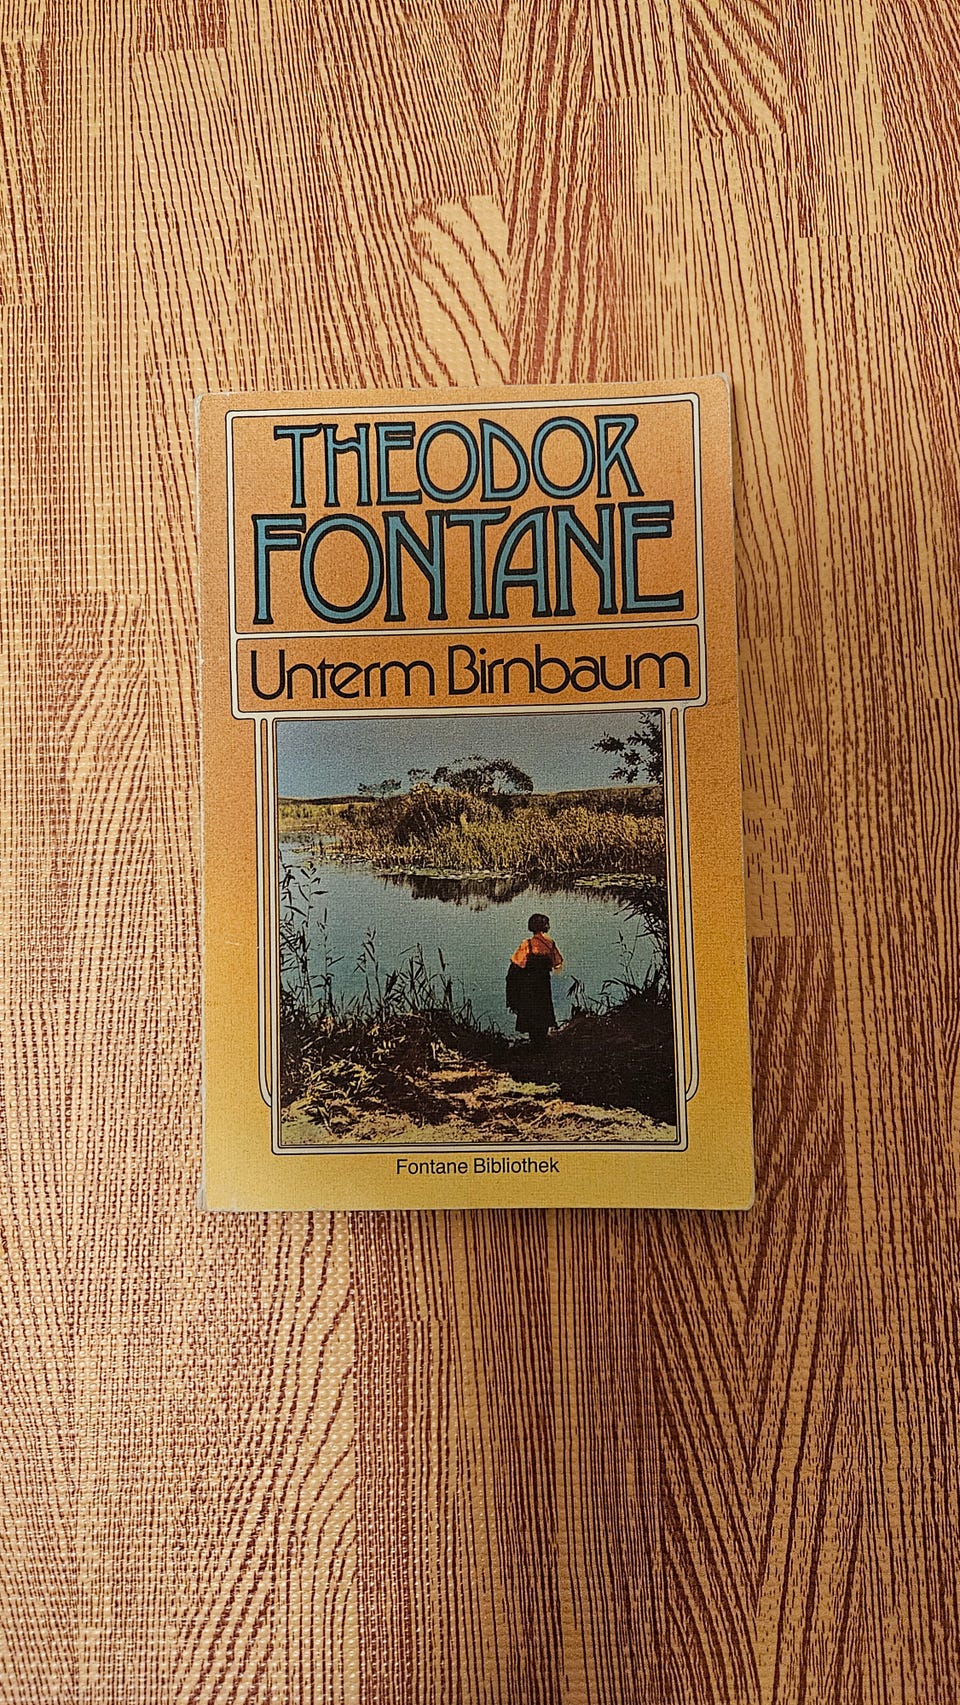 THEODOR
FONTANE
Unterm Birnbaum
Fontane Bibliothek